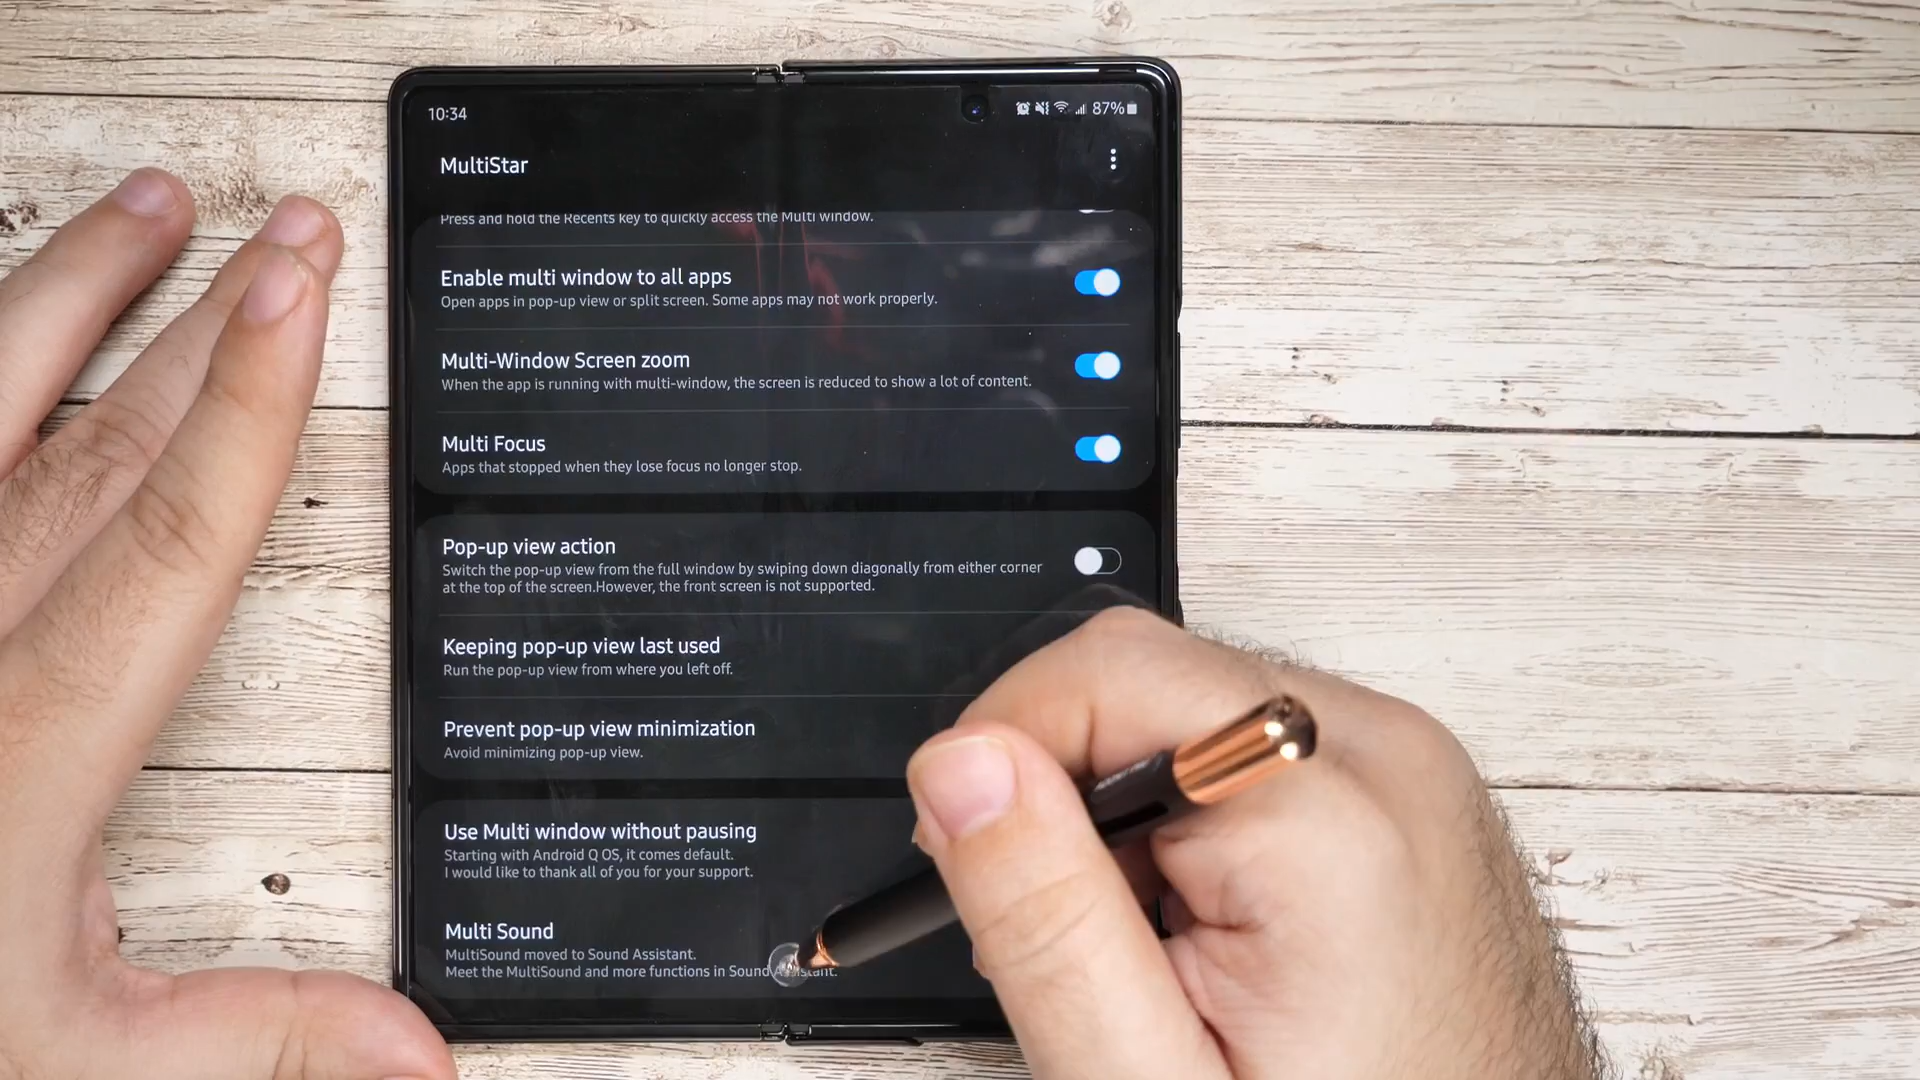 10:34
87%
MultiStar
Press and hold the Recents key to quickly access the Multi window.
Enable multi window to all apps
Open apps in pop-up view or split screen. Some apps may not work properly.
Multi-Window Screen zoom
When the app is running with multi-window, the screen is reduced to show a lot of content.
Multi Focus
Apps that stopped when they lose focus no longer stop.
Pop-up view action
Switch the pop-up view from the full window by swiping down diagonally from either corner
at the top of the screen.However, the front screen is not supported.
Keeping pop-up view last used
Run the pop-up view from where you left off.
Prevent pop-up view minimization
Avoid minimizing pop-up view.
Use Multi window without pausing
Starting with Android Q OS, it comes default.
I would like to thank all of you for your support.
Multi Sound
MultiSound moved to Sound Assistant.
Meet the MultiSound and more functions in Sound Assistant.